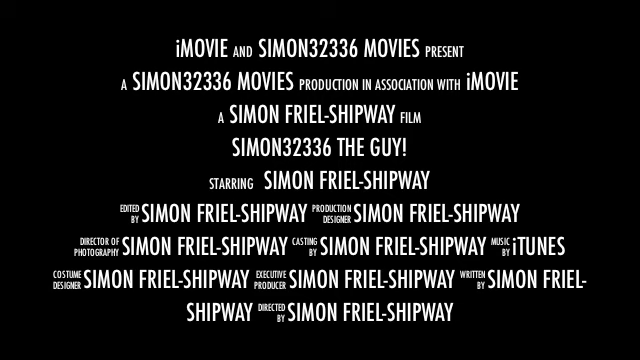 iMOVIE AND SIMON32336 MOVIES PRESENT
A SIMON32336 MOVIES PRODUCTION IN ASSOCIATION WITH iMOVIE
A SIMON FRIEL-SHIPWAY FILM
SIMON32336 THE GUY!
STARRING SIMON FRIEL-SHIPWAY
EDITED BY SIMON FRIEL-SHIPWAY PRODUCTION DESIGNER SIMON FRIEL-SHIPWAY
DIRECTOR OF PHOTOGRAPHY SIMON FRIEL-SHIPWAY CASTING BY SIMON FRIEL-SHIPWAY MUSIC BY iTUNES
COSTUME DESIGNER SIMON FRIEL-SHIPWAY EXECUTIVE PRODUCER SIMON FRIEL-SHIPWAY WRITTEN BY SIMON FRIEL-
SHIPWAY DIRECTED BY SIMON FRIEL-SHIPWAY